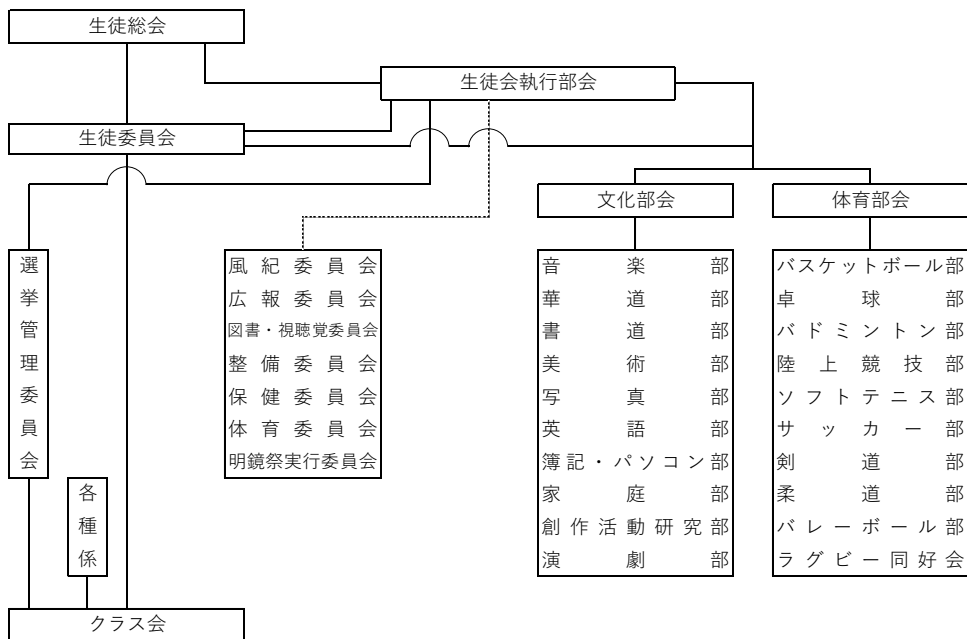 生徒総会
生徒会執行部会
生徒委員会
文化部会
体育部会
選挙管理委員会
風紀委員会
広報委員会
図書・視聴覚委員会
整備委員会
保健委員会
体育委員会
明鏡祭実行委員会
音楽部
華道部
書道部
美術部
写真部
英語部
簿記・パソコン部
家庭部
創作活動研究部
演劇部
バスケットボール部
卓球部
バドミントン部
陸上競技部
ソフトテニス部
サッカー部
剣道部
柔道部
バレーボール部
ラグビー同好会
各種係
クラス会